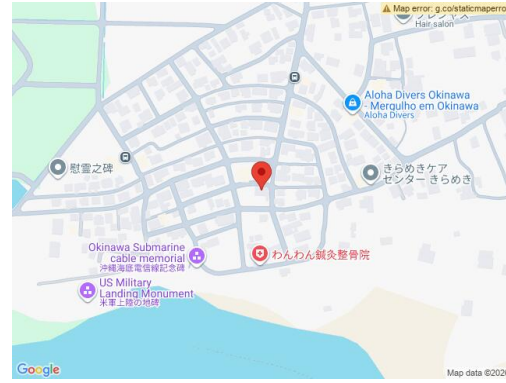 Map error: g.co/staticmaperror
Hair salon
Aloha Divers Okinawa
- Mergulho em Okinawa
Aloha Divers
慰霊之碑
きらめきケア
センター きらめき
Okinawa Submarine
cable memorial
沖縄海底電信線記念碑
わんわん鍼灸整骨院
US Military
Landing Monument
米軍上陸の地碑
Google
Map data ©2026